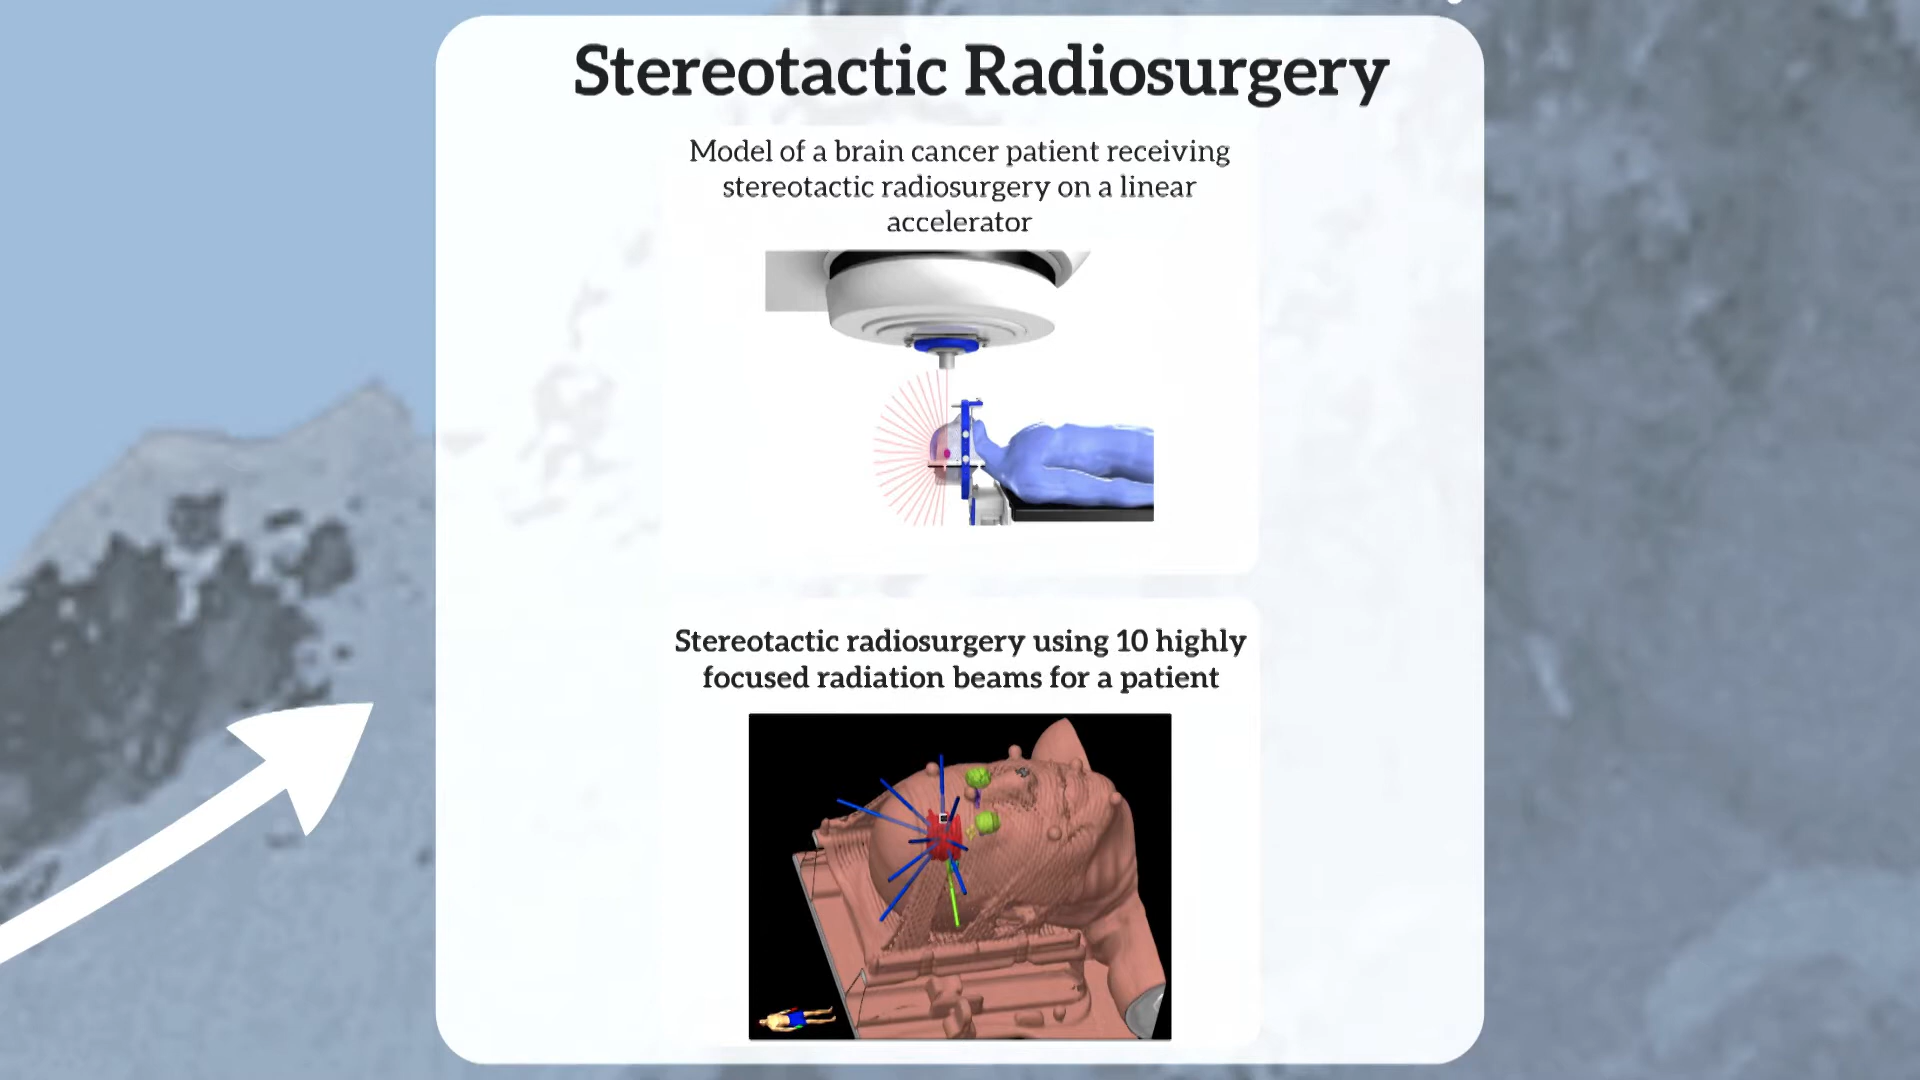 Stereotactic Radiosurgery
Model of a brain cancer patient receiving
stereotactic radiosurgery on a linear
accelerator
Stereotactic radiosurgery using 10 highly
focused radiation beams for a patient